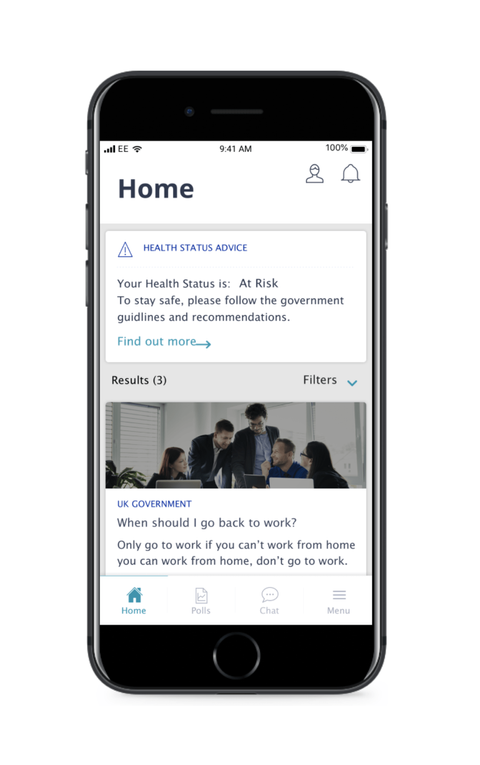 EE 9:41 AM 100%
Home
HEALTH STATUS ADVICE
Your Health Status is: At Risk
To stay safe, please follow the government
guidlines and recommendations.
Find out more
Results (3) Filters
UK GOVERNMENT
When should I go back to work?
Only go to work if you can't work from home
you can work from home, don't go to work.
Home Polls Chat Menu